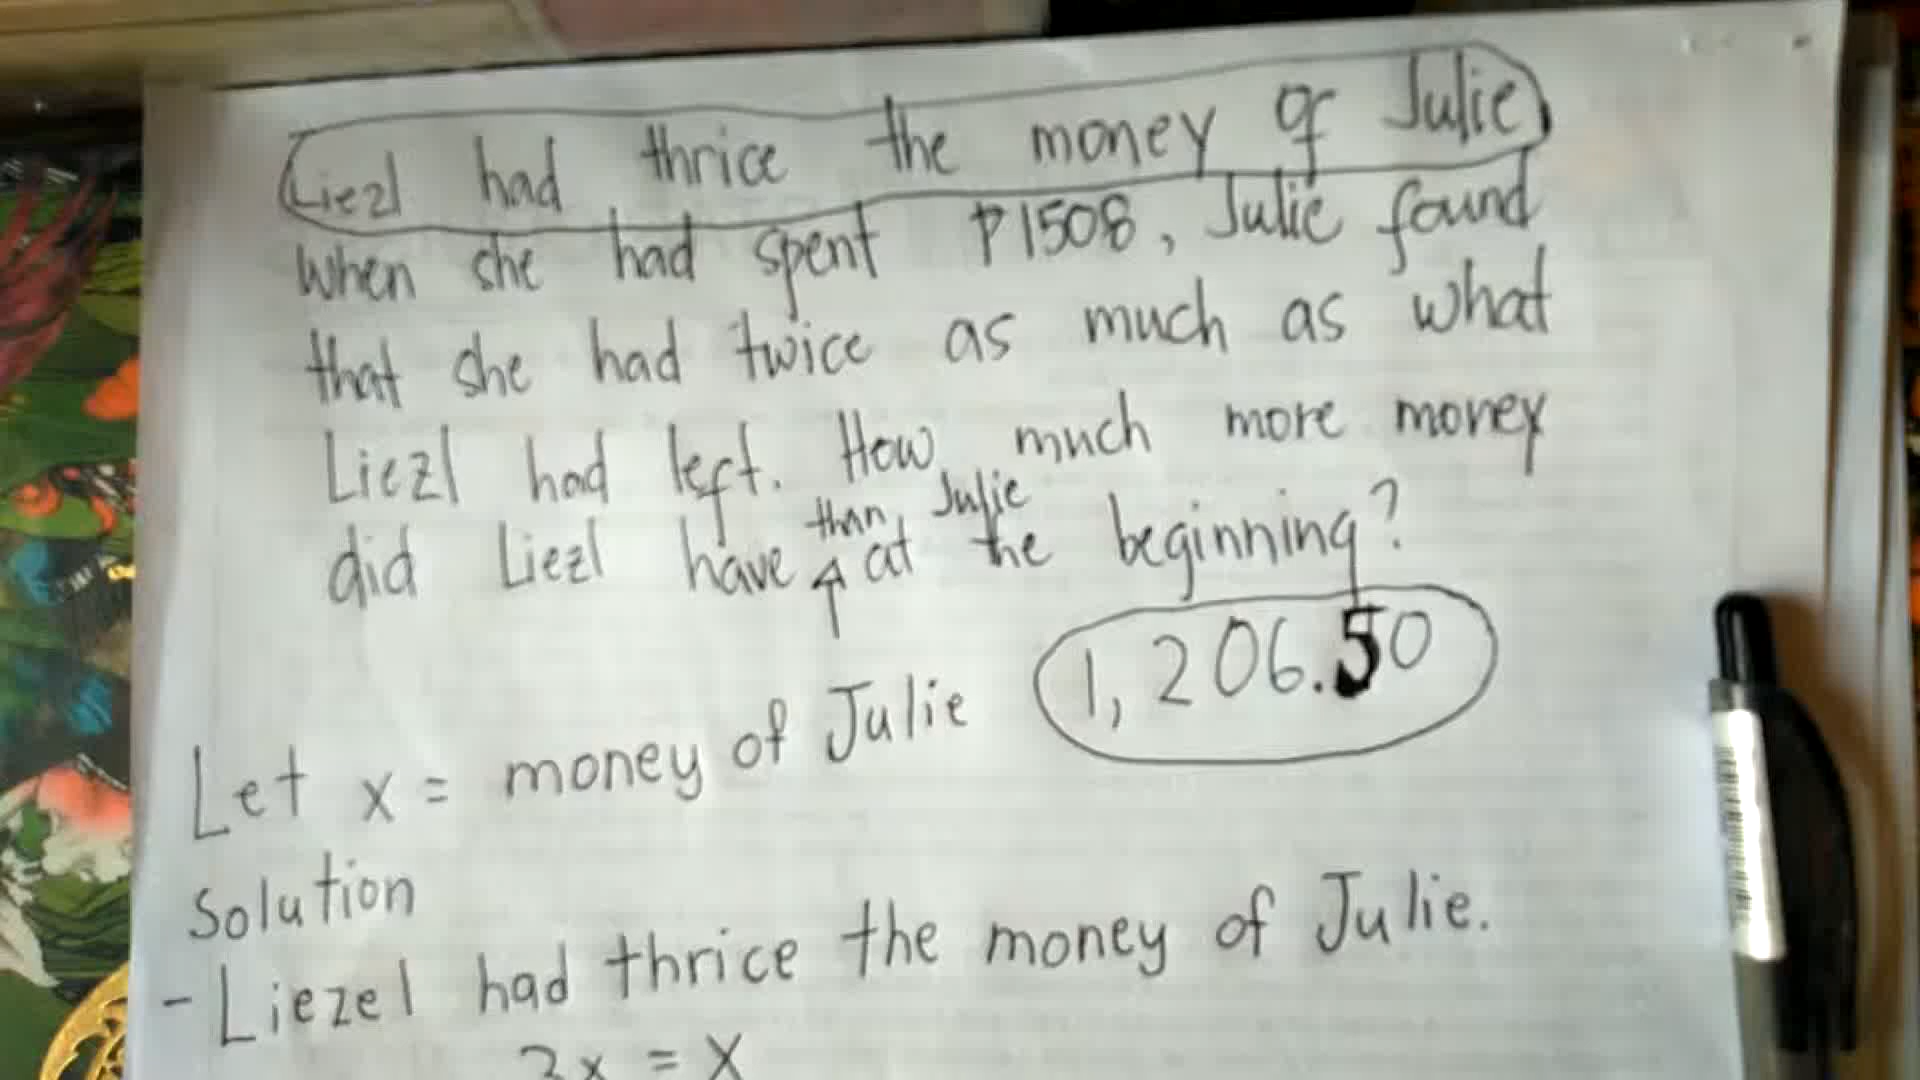 Liezl had thrice the money of Julie
when she had spent ₱1508, Julie found
that she had twice as much as what
Liezl had left. How much more money
than Julie
did Liezl have at the beginning?
1,206.50
Let x = money of Julie
Solution
- Liezel had thrice the money of Julie.
3x = x